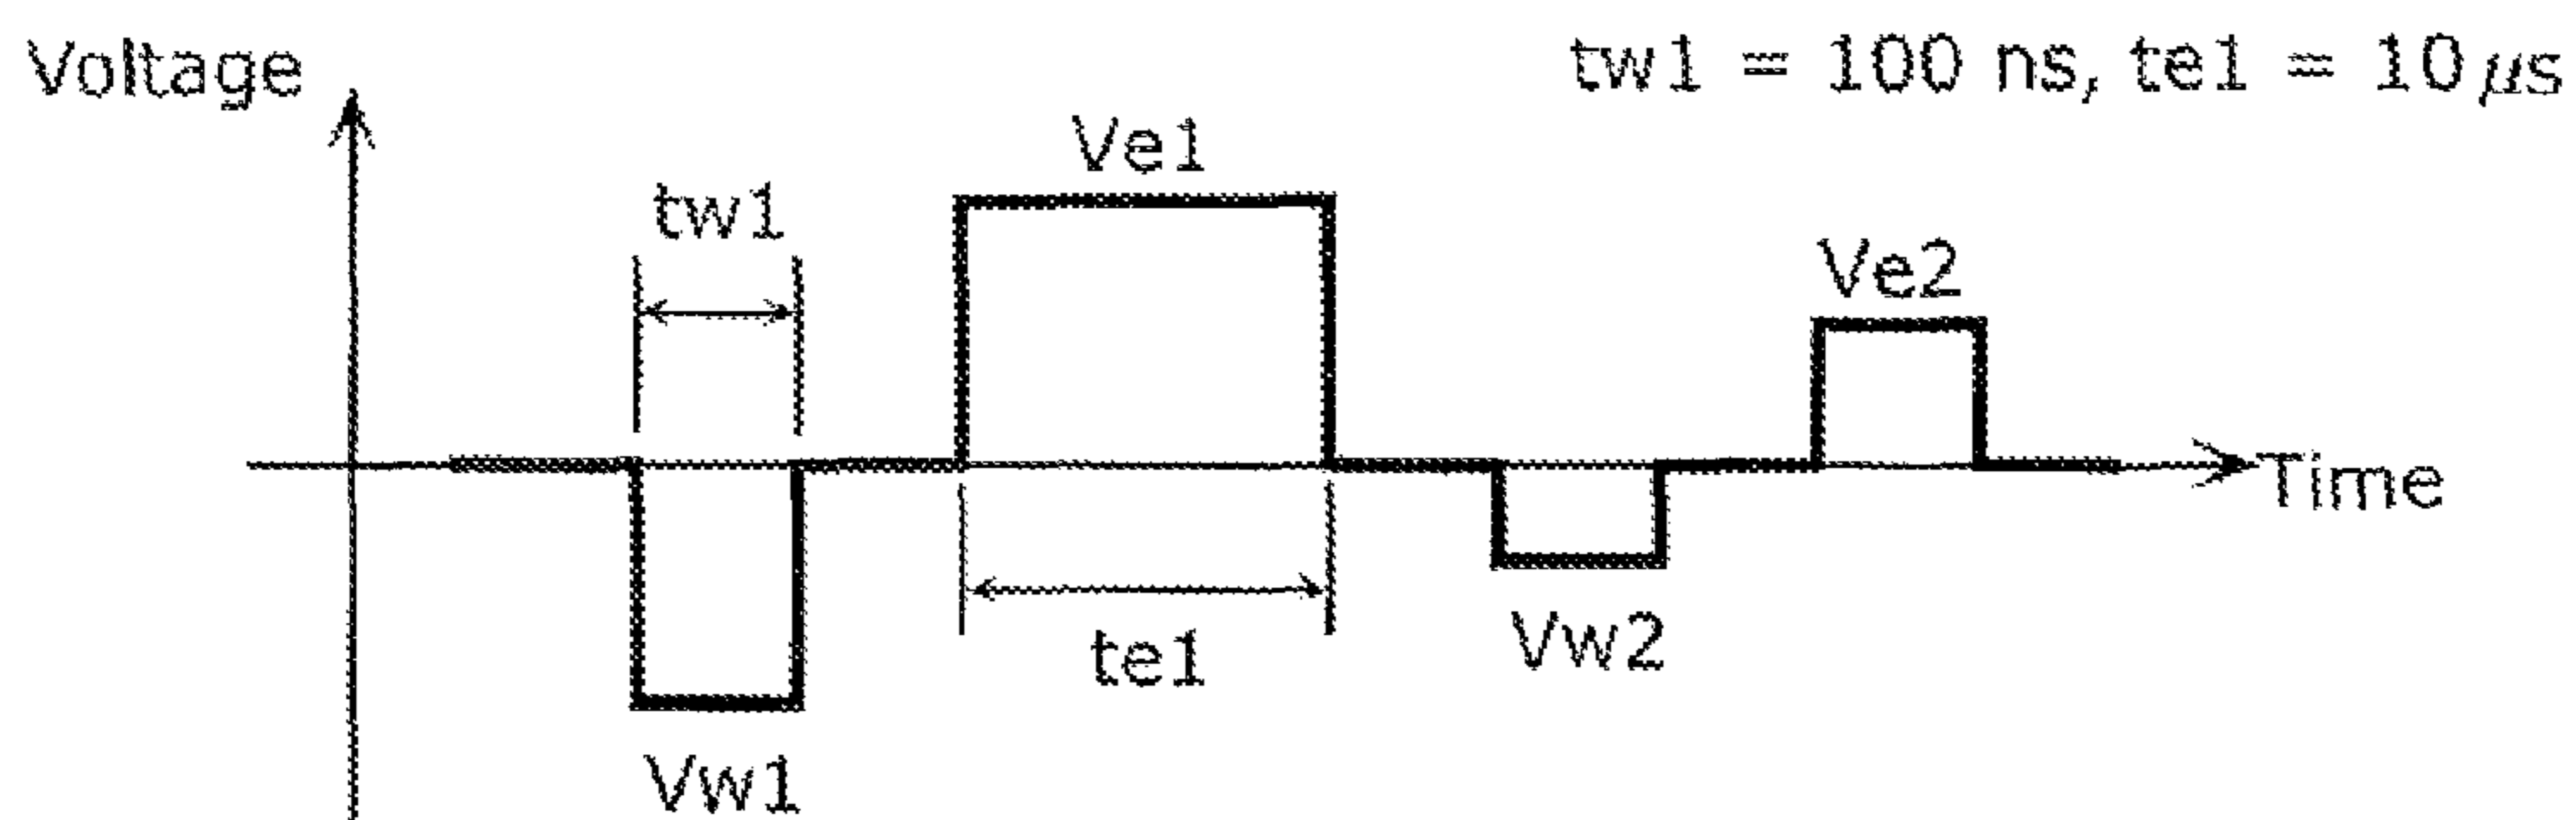 Voltage
tw1 = 100 ns, te1 = 10 μs
Ve1
tw1
Ve2
Time
te1
Vw2
Vw1